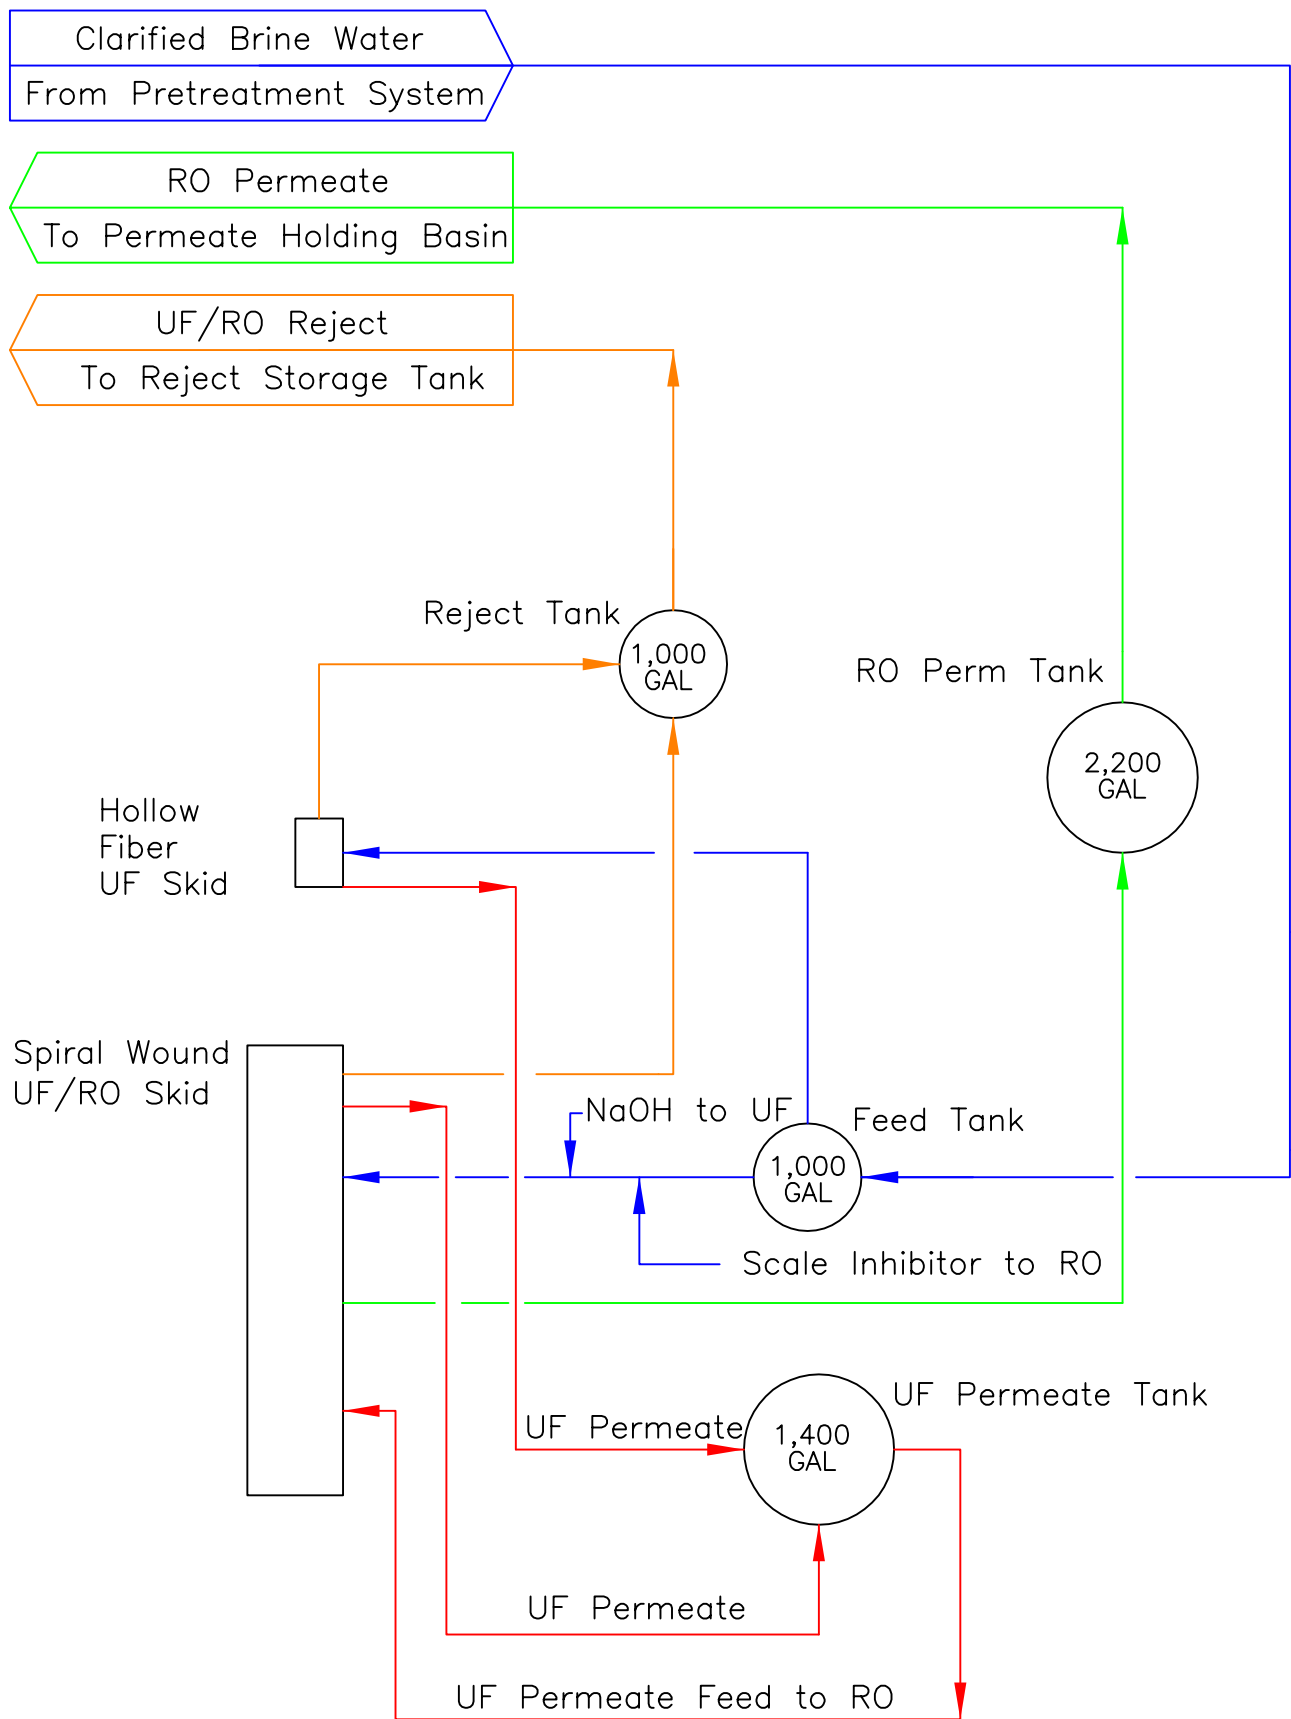 Clarified Brine Water
From Pretreatment System
RO Permeate
To Permeate Holding Basin
UF/RO Reject
To Reject Storage Tank
Reject Tank
1,000
GAL
RO Perm Tank
2,200
GAL
Hollow
Fiber
UF Skid
Spiral Wound
UF/RO Skid
NaOH to UF
Feed Tank
1,000
GAL
Scale Inhibitor to RO
UF Permeate Tank
UF Permeate
1,400
GAL
UF Permeate
UF Permeate Feed to RO